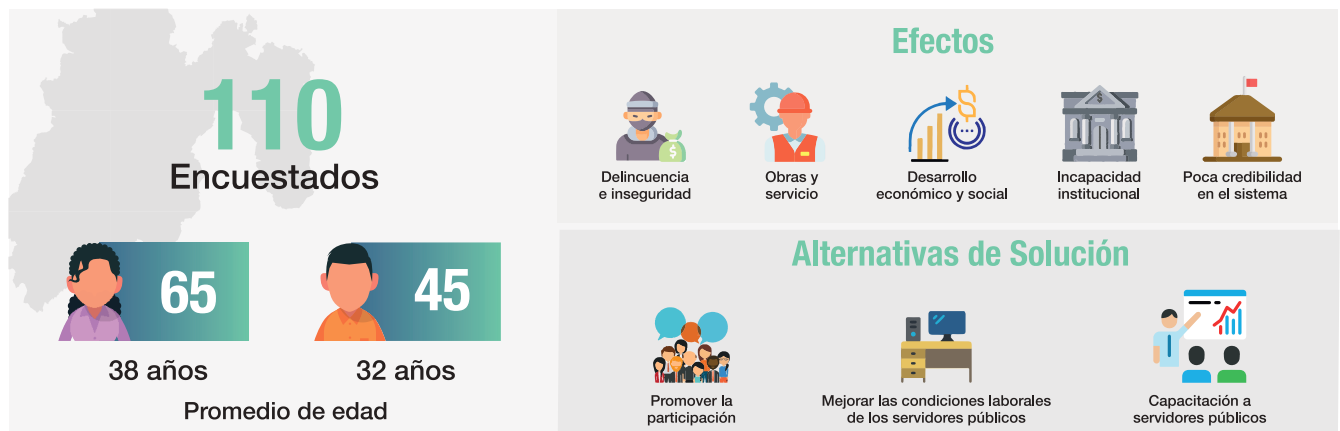 110
Encuestados
65
45
38 años
32 años
Promedio de edad
Efectos
Delincuencia
e inseguridad
Obras y
servicio
Desarrollo
económico y social
Incapacidad
institucional
Poca credibilidad
en el sistema
Alternativas de Solución
Promover la
participación
Mejorar las condiciones laborales
de los servidores públicos
Capacitación a
servidores públicos